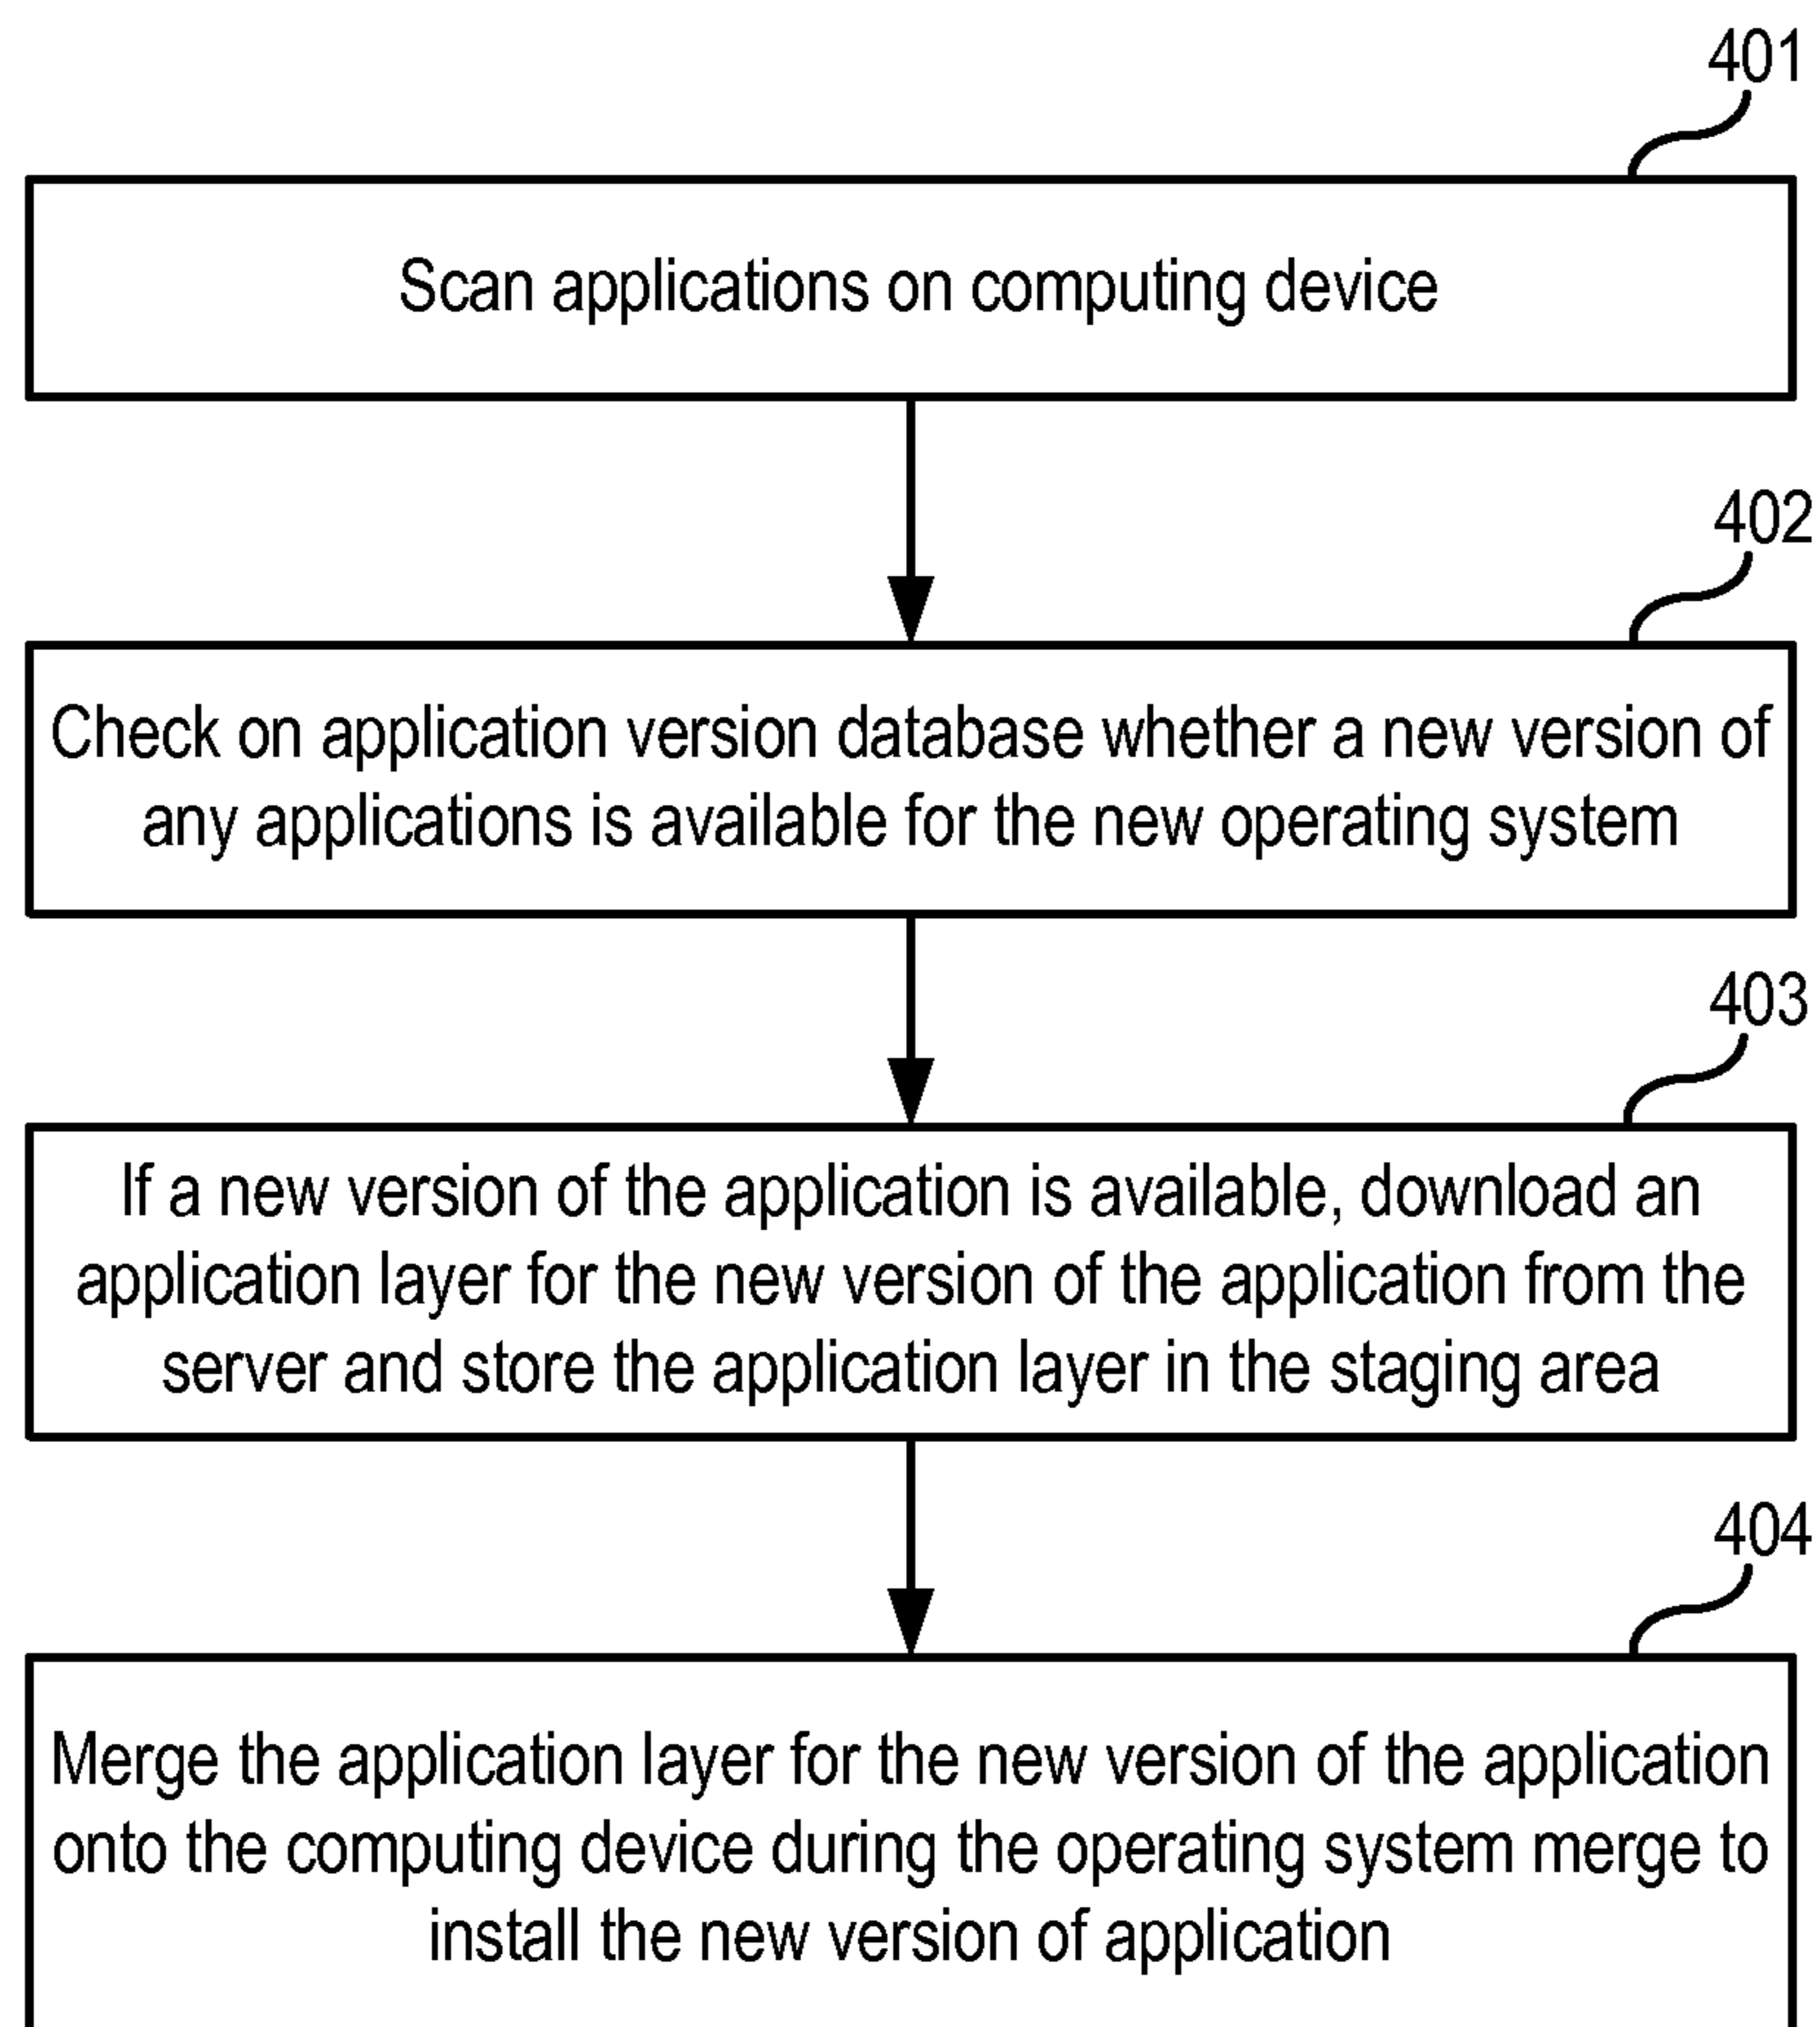 401
Scan applications on computing device
402
Check on application version database whether a new version of
any applications is available for the new operating system
403
If a new version of the application is available, download an
application layer for the new version of the application from the
server and store the application layer in the staging area
404
Merge the application layer for the new version of the application
onto the computing device during the operating system merge to
install the new version of application